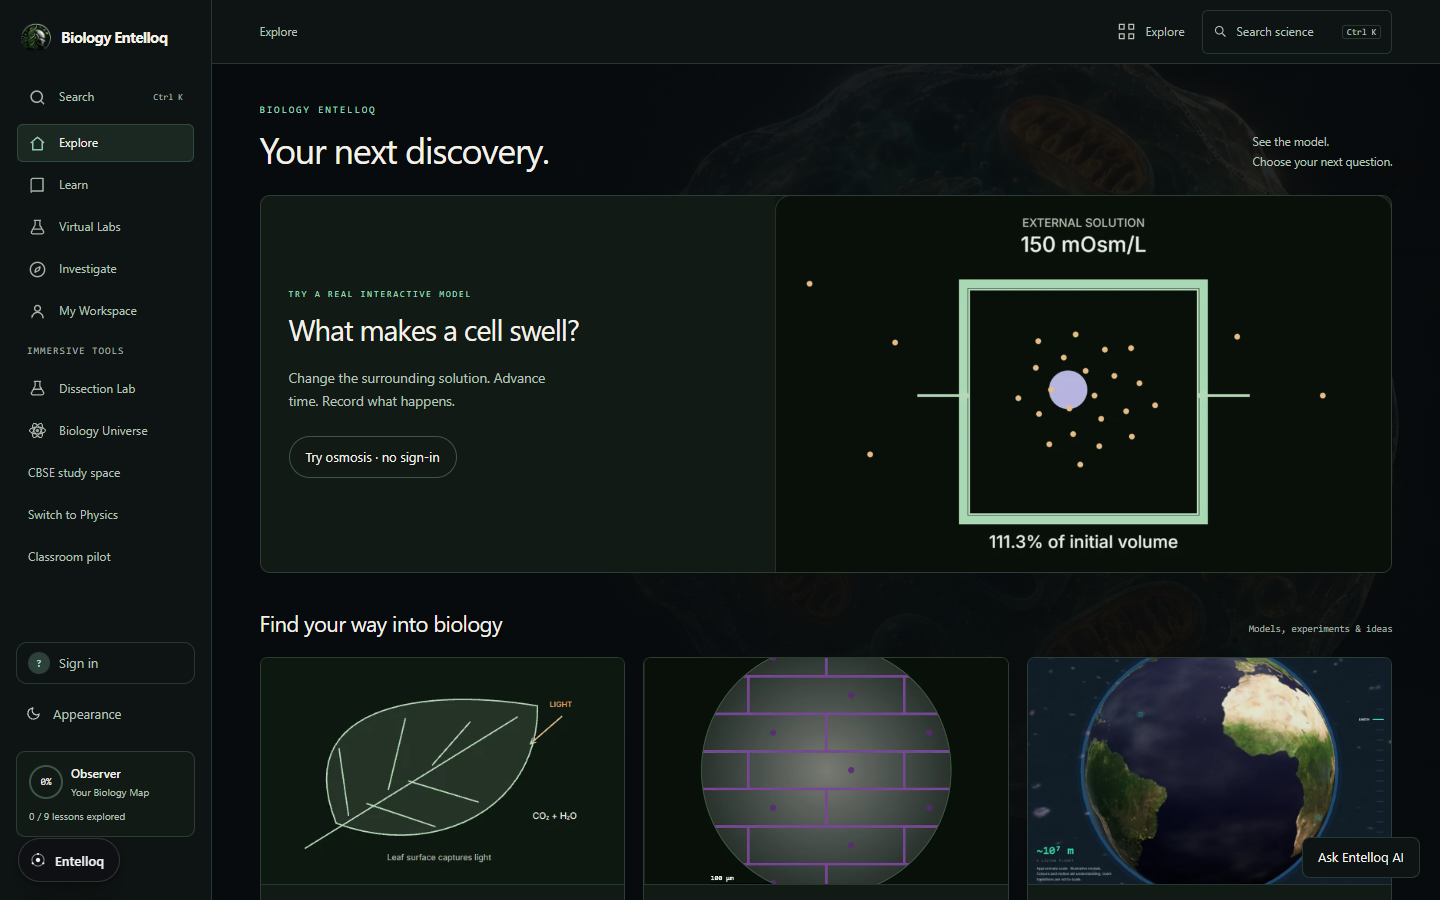 Biology Entelloq
Search
Ctrl K
Explore
Learn
Virtual Labs
Investigate
My Workspace
IMMERSIVE TOOLS
Dissection Lab
Biology Universe
CBSE study space
Switch to Physics
Classroom pilot
? Sign in
Appearance
0%
Observer
Your Biology Map
0 / 9 lessons explored
Entelloq
Explore
Explore
Search science
Ctrl K
BIOLOGY ENTELLOQ
Your next discovery.
See the model.
Choose your next question.
TRY A REAL INTERACTIVE MODEL
What makes a cell swell?
Change the surrounding solution. Advance
time. Record what happens.
Try osmosis · no sign-in
EXTERNAL SOLUTION
150 mOsm/L
111.3% of initial volume
Find your way into biology
Models, experiments & ideas
LIGHT
CO₂ + H₂O
Leaf surface captures light
100 μm
EARTH
~10⁷ m
A LIVING PLANET
Ask Entelloq AI